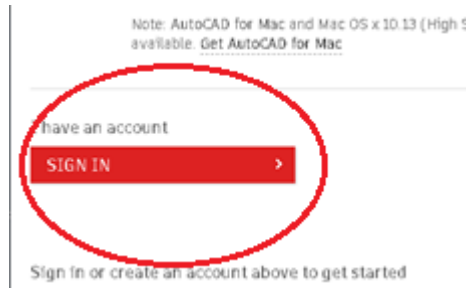 Note: AutoCAD for Mac and Mac OS x 10.13 (High S
available. Get AutoCAD for Mac
I have an account
SIGN IN >
Sign in or create an account above to get started